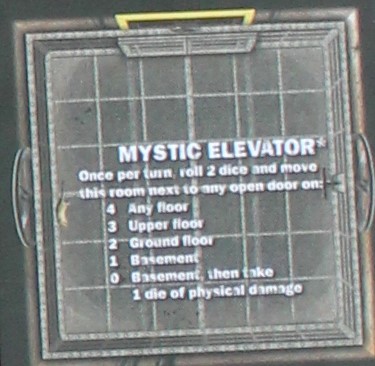 MYSTIC ELEVATOR*
Once per turn, roll 2 dice and move
this room next to any open door on:
4 Any floor
3 Upper floor
2 Ground floor
1 Basement
0 Basement, then take
1 die of physical damage